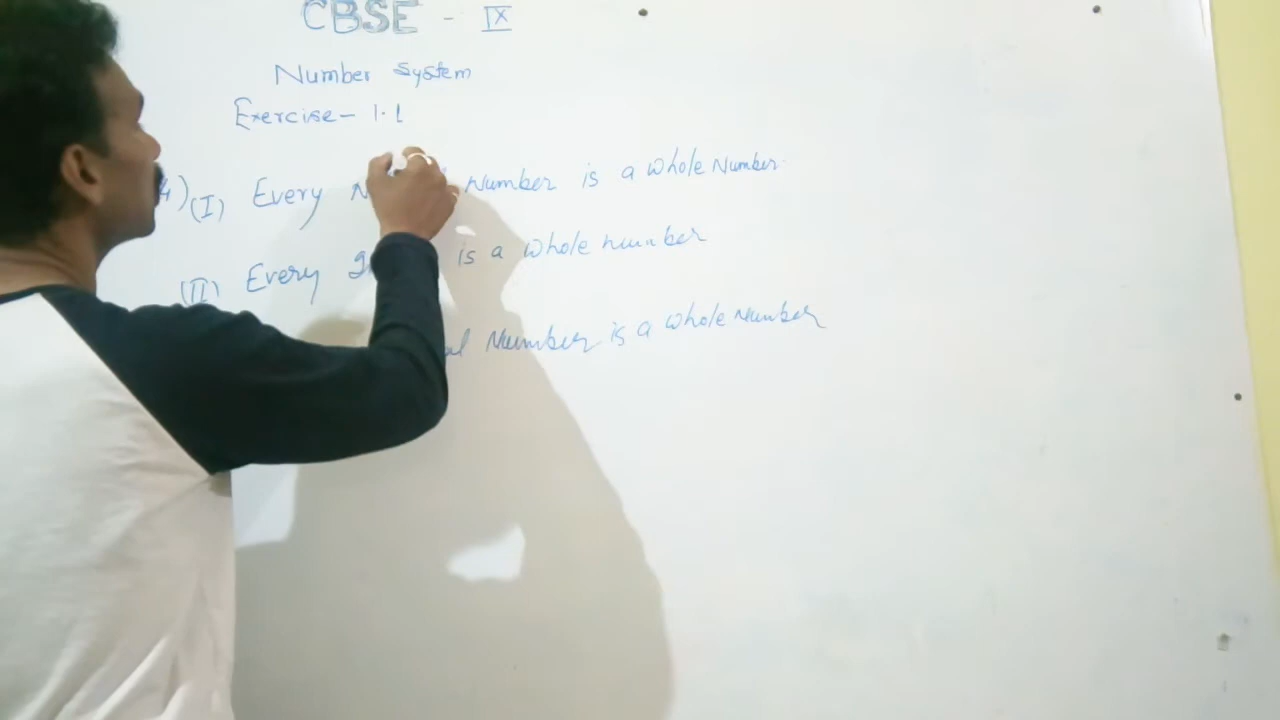 CBSE - IX
Number System
Exercise - 1.1
4) (I) Every Number is a whole Number.
(II) Every is a whole number
Number is a whole Number